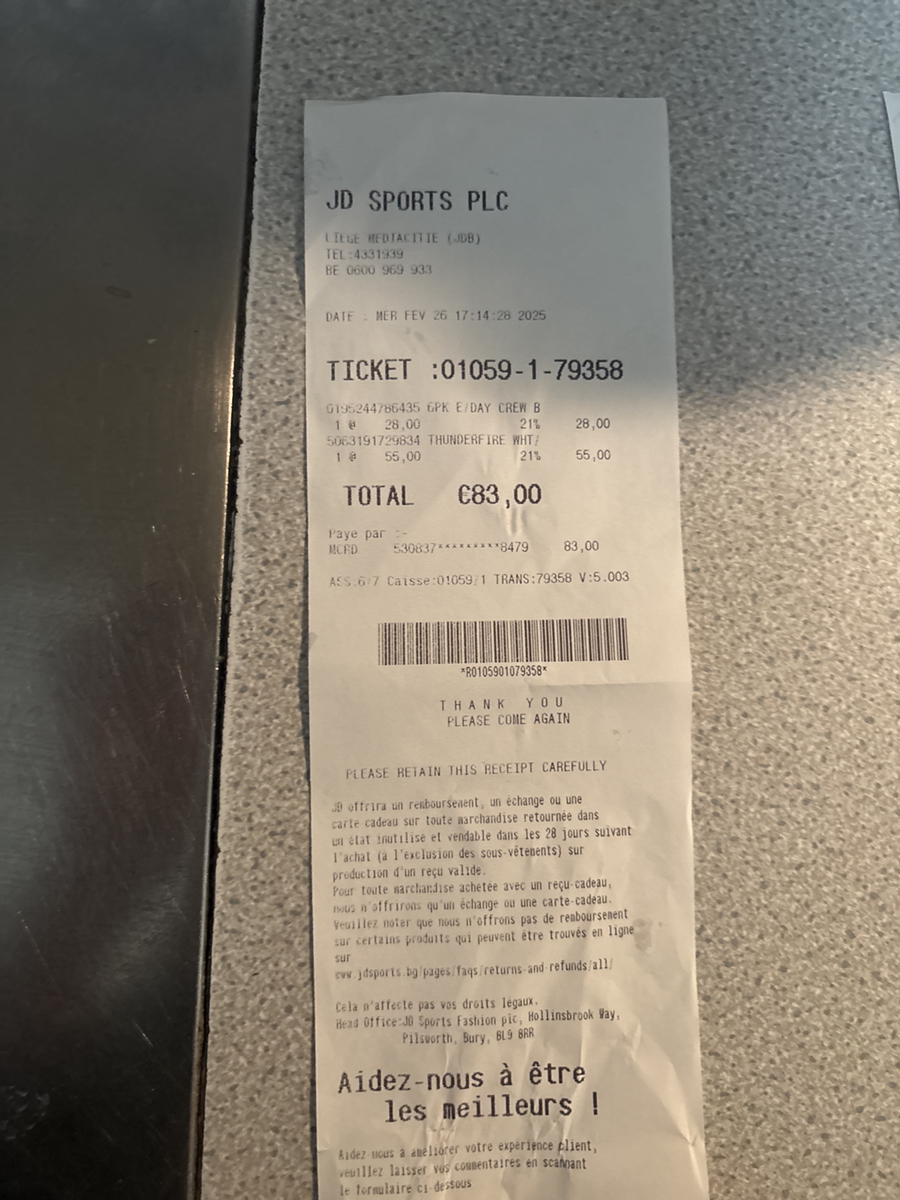 JD SPORTS PLC
LIEGE MEDIACITIE (JDB)
TEL:4331939
BE 0600 969 933
DATE : MER FEV 26 17:14:28 2025
TICKET :01059-1-79358
0195244786435 6PK E/DAY CREW B
1 @ 28,00 21% 28,00
5063191729834 THUNDERFIRE WHT/
1 @ 55,00 21% 55,00
TOTAL €83,00
Paye par :-
MCRD 530837*********8479 83,00
ASS.6/7 Caisse:01059/1 TRANS:79358 V:5.003
*R0105901079358*
THANK YOU
PLEASE COME AGAIN
PLEASE RETAIN THIS RECEIPT CAREFULLY
JD offrira un remboursement, un échange ou une
carte cadeau sur toute marchandise retournée dans
un état inutilisé et vendable dans les 28 jours suivant
l'achat (à l'exclusion des sous-vêtements) sur
production d'un reçu valide.
Pour toute marchandise achetée avec un reçu-cadeau,
nous n'offrirons qu'un échange ou une carte-cadeau.
Veuillez noter que nous n'offrons pas de remboursement
sur certains produits qui peuvent être trouvés en ligne
sur
www.jdsports.bg/pages/faqs/returns-and-refunds/all/
Cela n'affecte pas vos droits légaux.
Head Office:JD Sports Fashion plc, Hollinsbrook Way,
Pilsworth, Bury, BL9 8RR
Aidez-nous à être
les meilleurs !
Aidez-nous à améliorer votre expérience client,
veuillez laisser vos commentaires en scannant
le formulaire ci-dessous